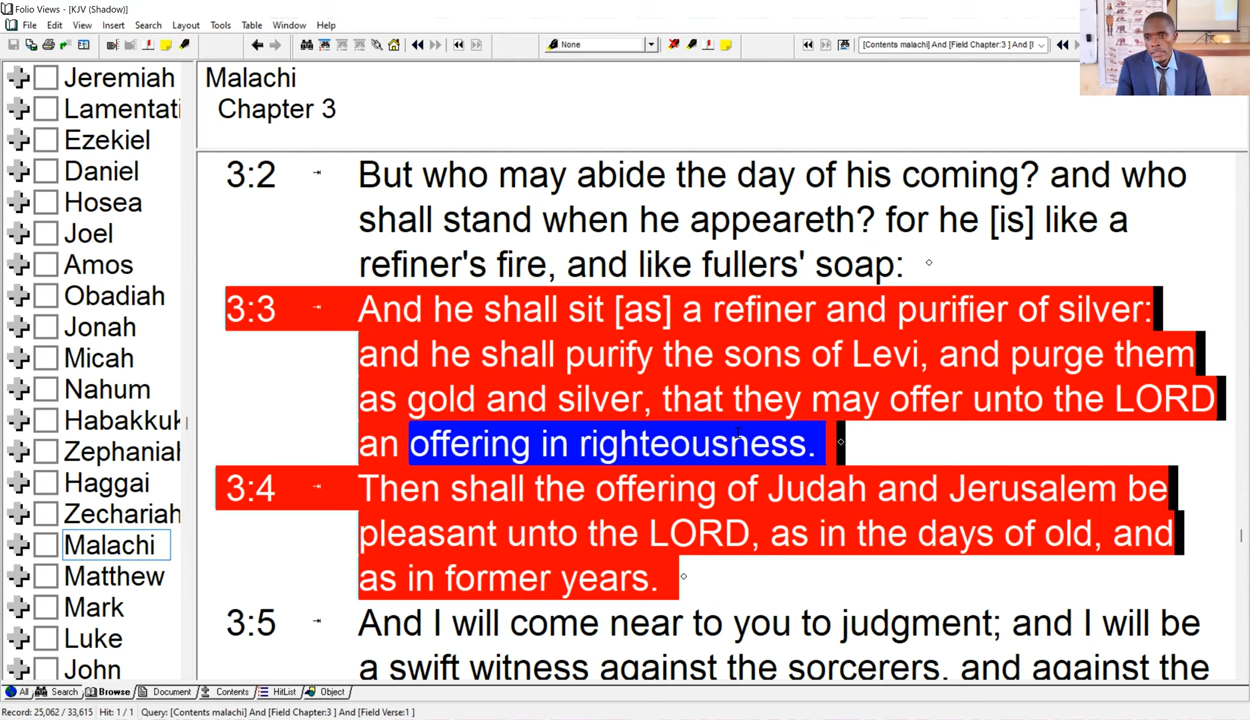 Folio Views - [KJV (Shadow)]
File Edit View Insert Search Layout Tools Table Window Help
None
[Contents malachi] And [Field Chapter:3 ] And [
Jeremiah
Lamentati
Ezekiel
Daniel
Hosea
Joel
Amos
Obadiah
Jonah
Micah
Nahum
Habakkuk
Zephaniah
Haggai
Zechariah
Malachi
Matthew
Mark
Luke
John
Malachi
Chapter 3
3:2 But who may abide the day of his coming? and who
shall stand when he appeareth? for he [is] like a
refiner's fire, and like fullers' soap:
3:3 And he shall sit [as] a refiner and purifier of silver:
and he shall purify the sons of Levi, and purge them
as gold and silver, that they may offer unto the LORD
an offering in righteousness.
3:4 Then shall the offering of Judah and Jerusalem be
pleasant unto the LORD, as in the days of old, and
as in former years.
3:5 And I will come near to you to judgment; and I will be
a swift witness against the sorcerers, and against the
All Search Browse Document Contents HitList Object
Record: 25,062 / 33,615 Hit: 1 / 1 Query: [Contents malachi] And [Field Chapter:3 ] And [Field Verse:1 ]